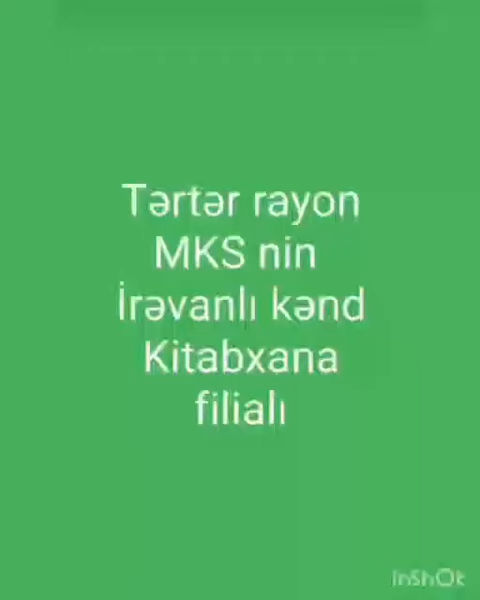 Tərtər rayon
MKS nin
İrəvanlı kənd
Kitabxana
filialı
InShOt